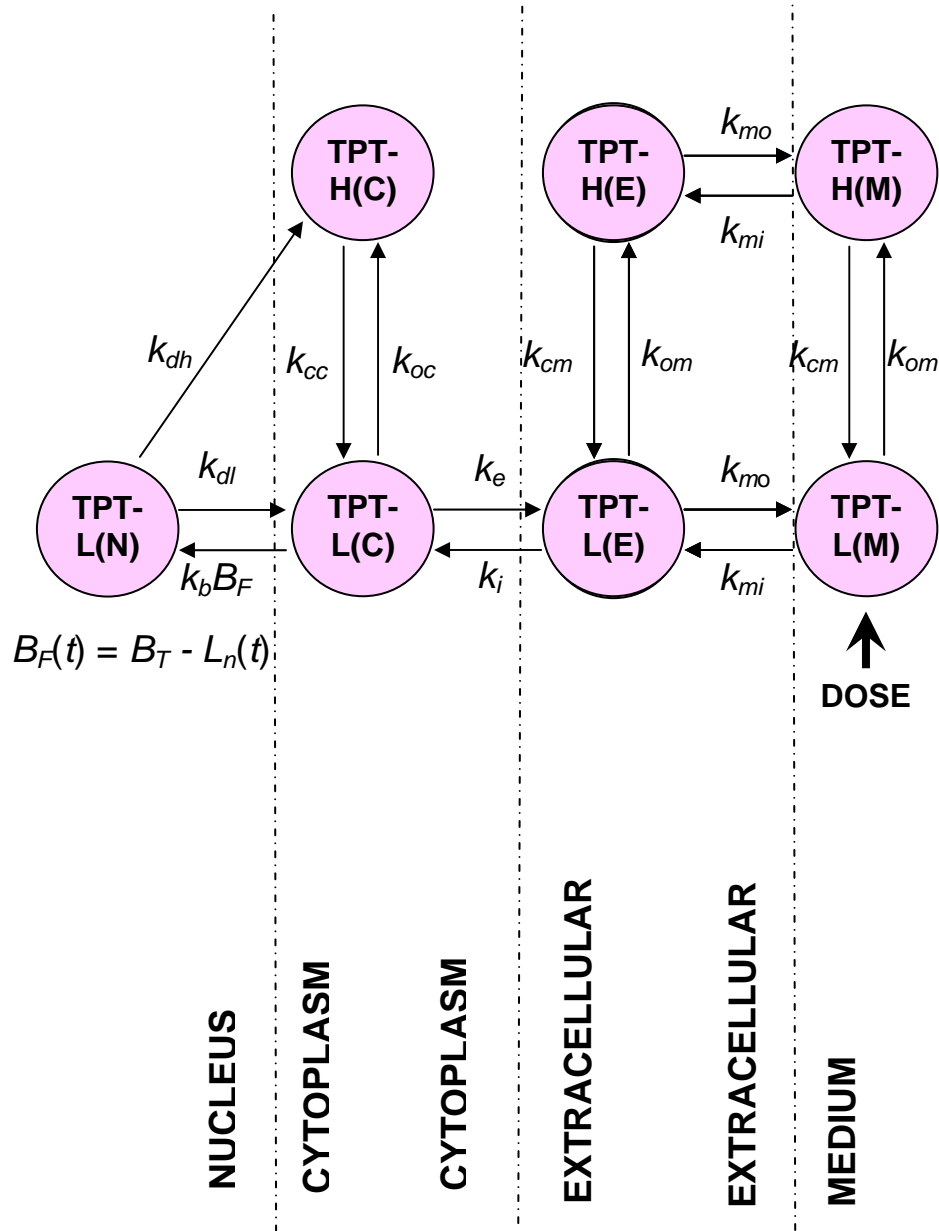 TPT-
H(C)
TPT-
H(E)
k_mo
k_mi
TPT-
H(M)
k_dh
k_cc
k_oc
k_cm
k_om
k_cm
k_om
TPT-
L(N)
k_dl
k_bB_F
TPT-
L(C)
k_e
k_i
TPT-
L(E)
k_mo
k_mi
TPT-
L(M)
B_F(t) = B_T - L_n(t)
DOSE
NUCLEUS
CYTOPLASM
CYTOPLASM
EXTRACELLULAR
EXTRACELLULAR
MEDIUM